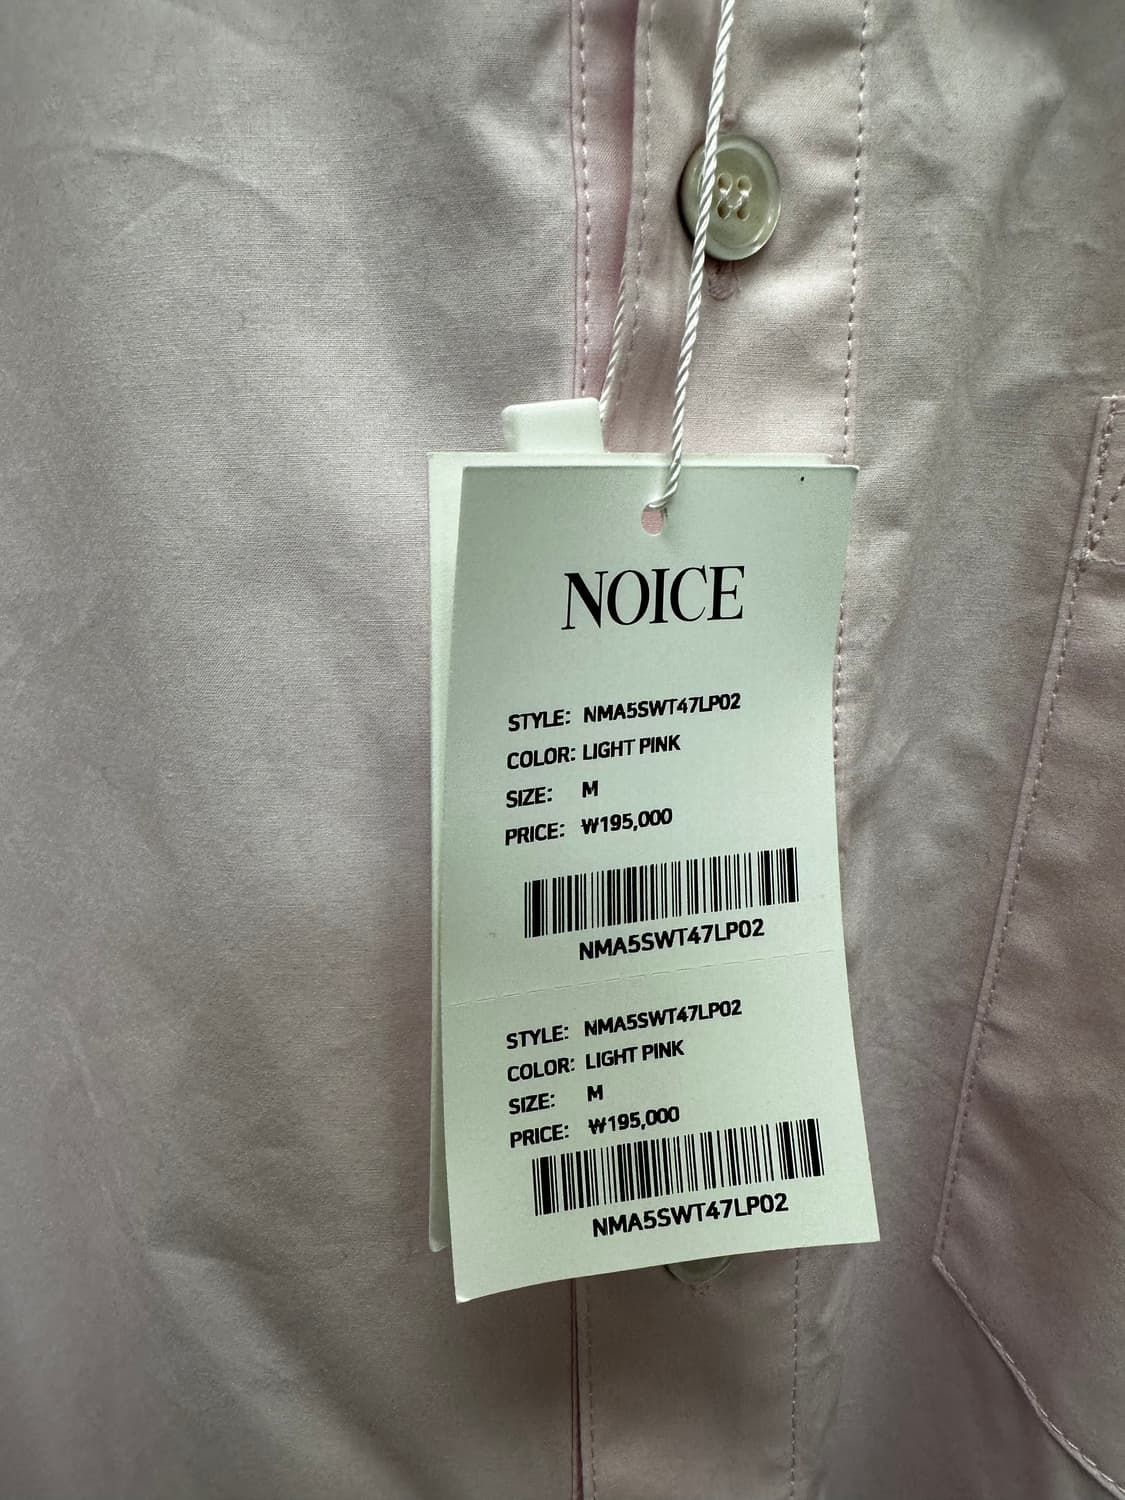 NOICE
STYLE: NMA5SWT47LP02
COLOR: LIGHT PINK
SIZE: M
PRICE: ₩195,000
NMA5SWT47LP02
STYLE: NMA5SWT47LP02
COLOR: LIGHT PINK
SIZE: M
PRICE: ₩195,000
NMA5SWT47LP02